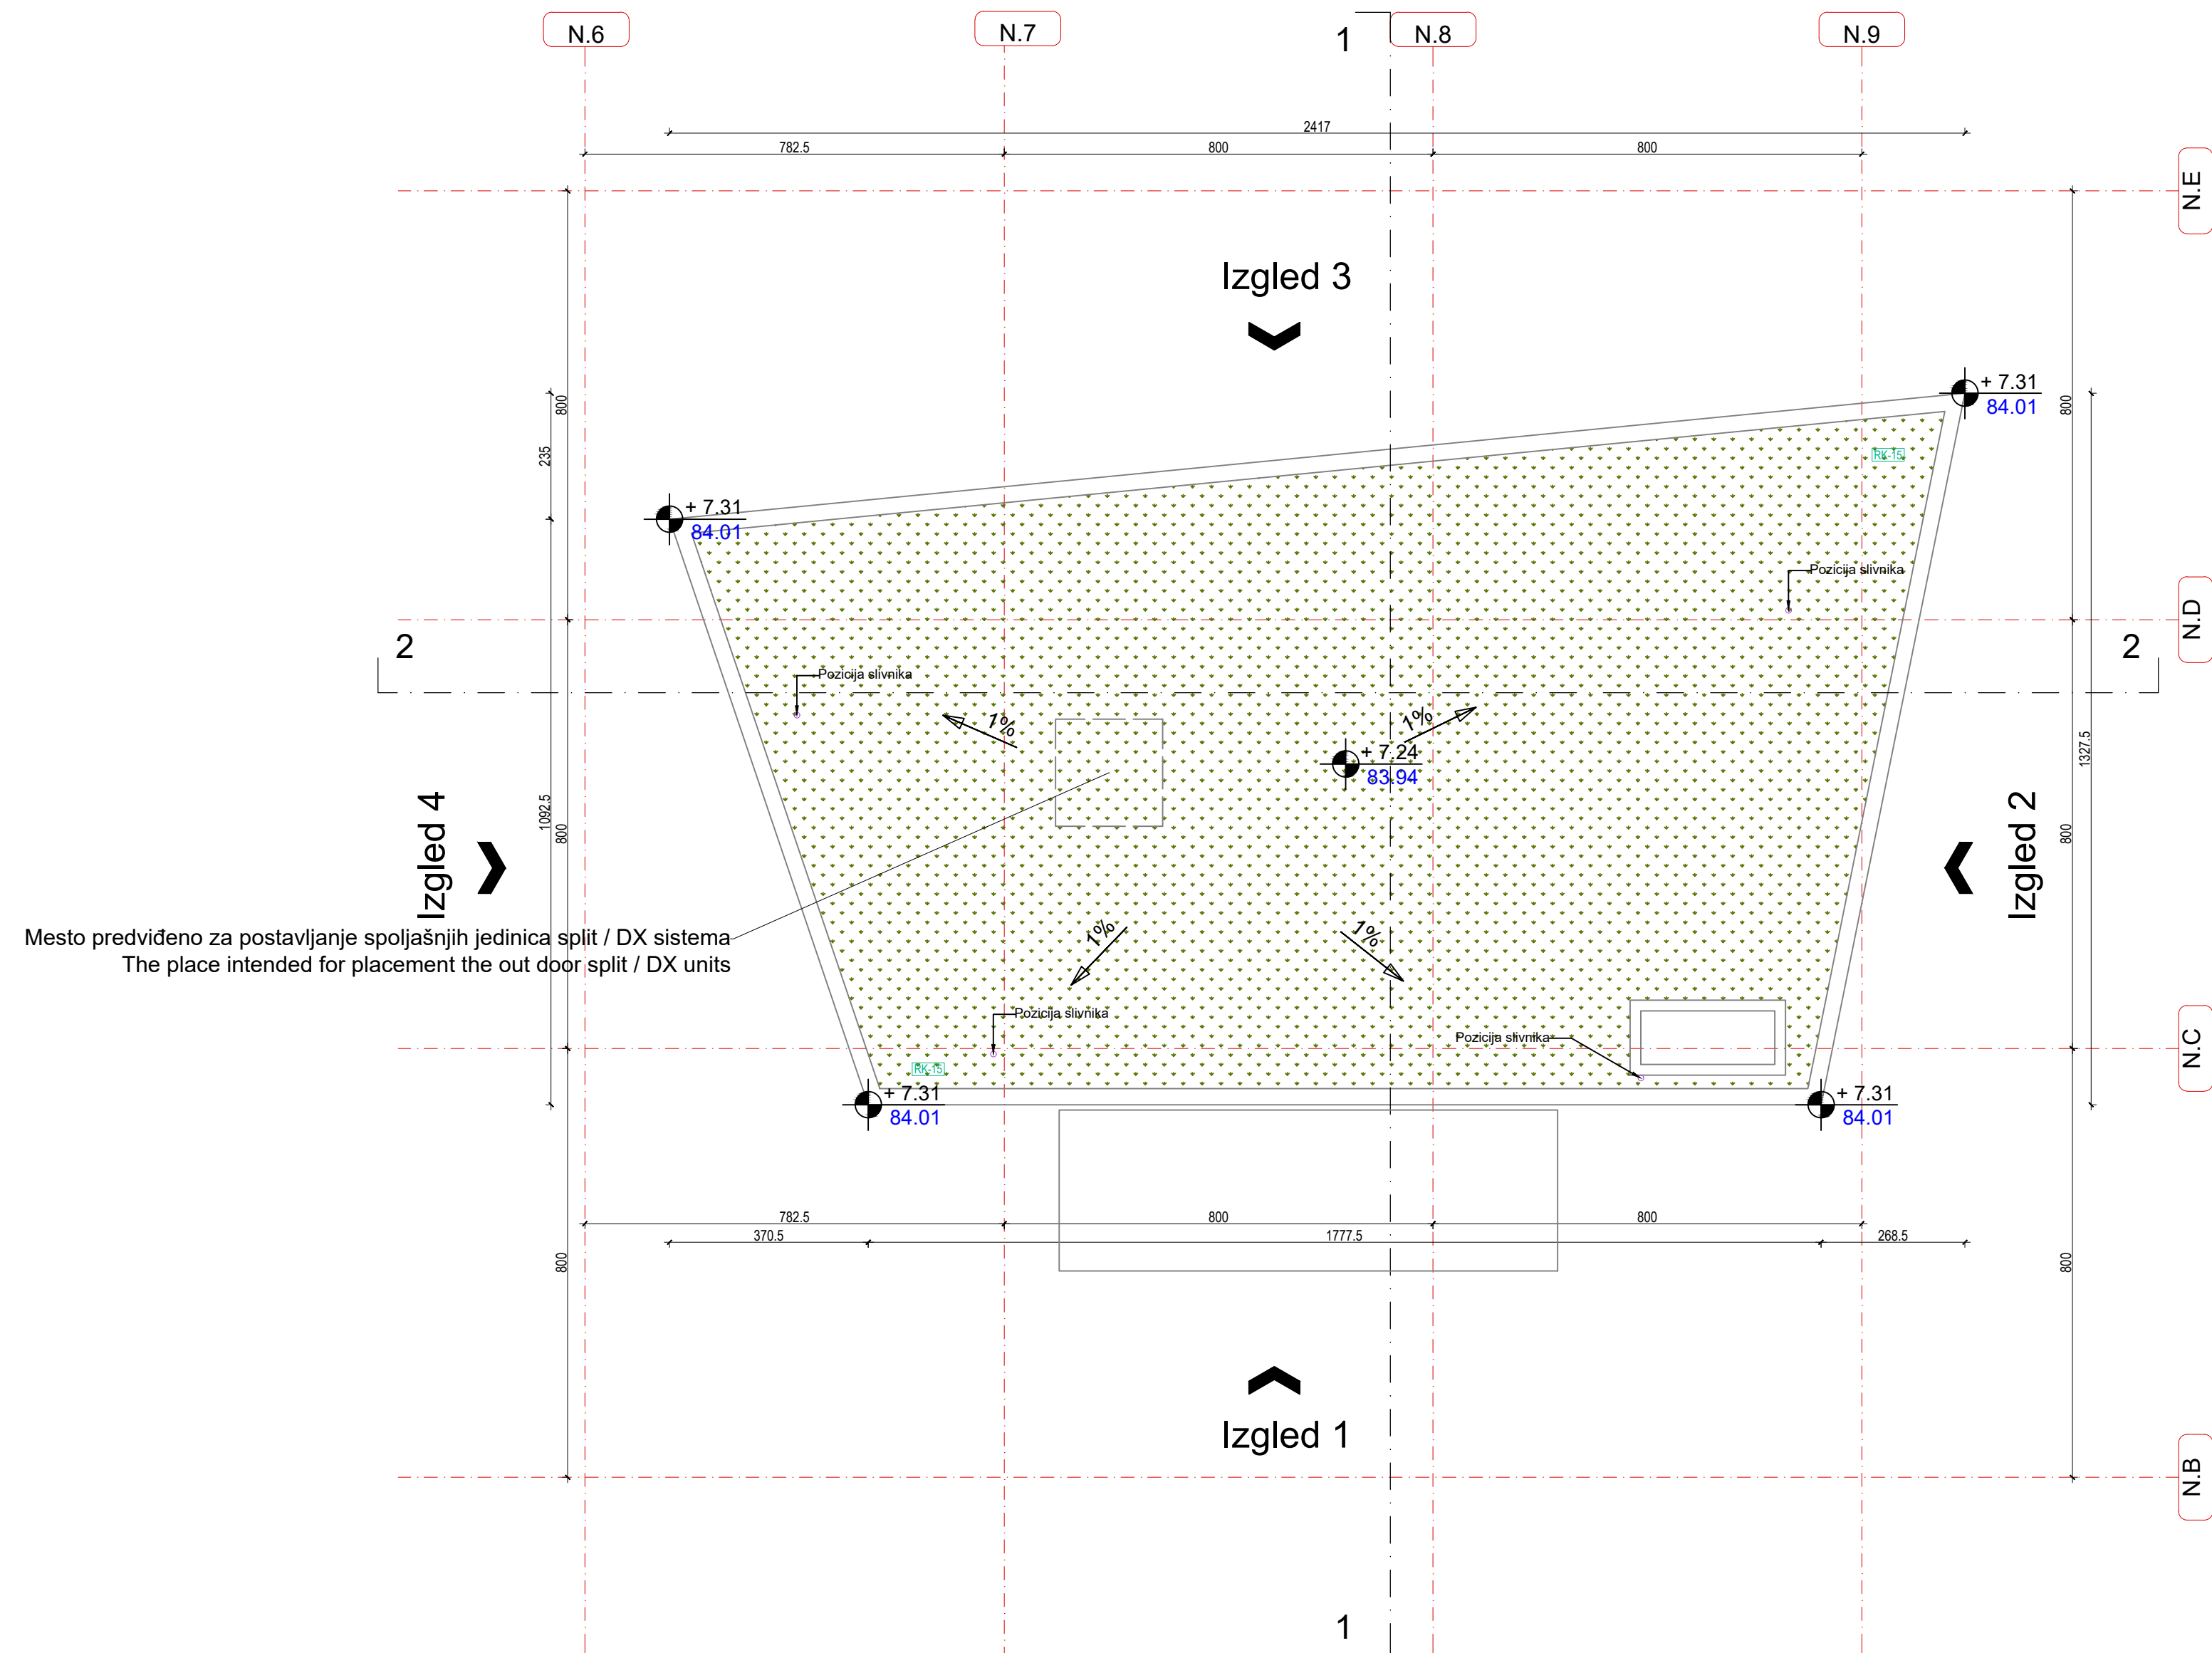 N.6
N.7
1
N.8
N.9
2417
782.5
800
800
N.E
Izgled 3
800
235
800
+ 7.31
84.01
+ 7.31
84.01
RK-15
Pozicija slivnika
N.D
2
2
Pozicija slivnika
1%
1%
+ 7.24
83.94
1327.5
Izgled 4
1092.5
800
800
Izgled 2
Mesto predviđeno za postavljanje spoljašnjih jedinica split / DX sistema
The place intended for placement the out door split / DX units
1%
1%
Pozicija slivnika
Pozicija slivnika
N.C
RK-15
+ 7.31
84.01
+ 7.31
84.01
782.5
800
800
370.5
1777.5
268.5
800
800
Izgled 1
N.B
1